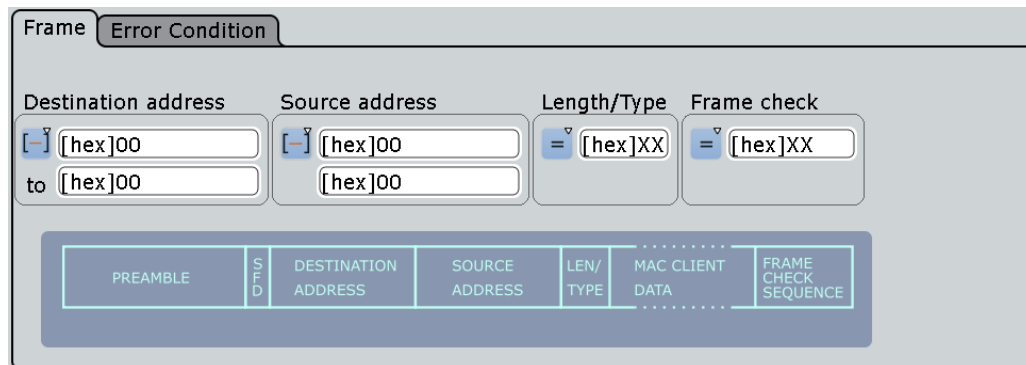 Frame Error Condition
Destination address Source address Length/Type Frame check
[–] [hex]00 [–] [hex]00 = [hex]XX = [hex]XX
to [hex]00 [hex]00
PREAMBLE
SFD
DESTINATION
ADDRESS
SOURCE
ADDRESS
LEN/
TYPE
MAC CLIENT
DATA
FRAME
CHECK
SEQUENCE